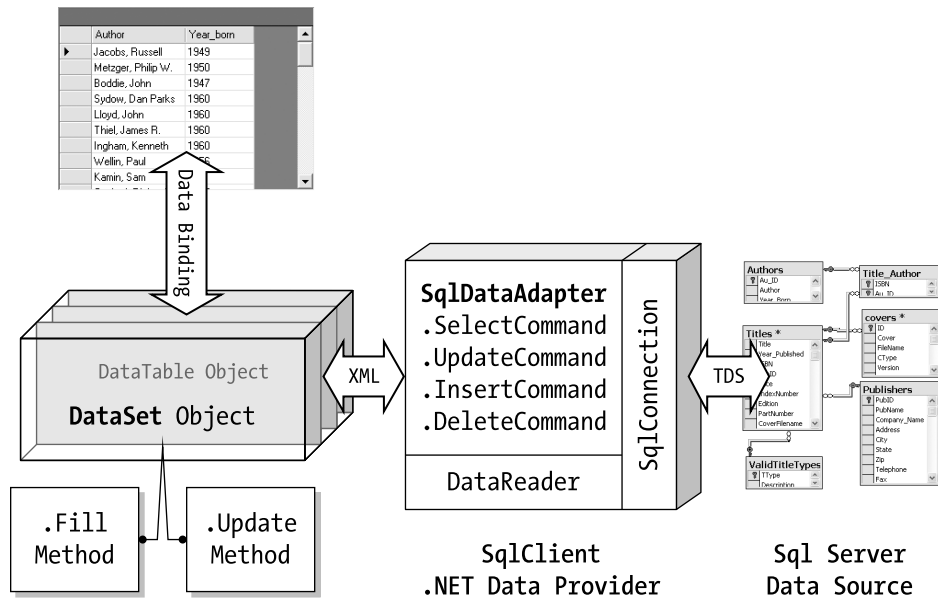 Author Year_born
Jacobs, Russell 1949
Metzger, Philip W. 1950
Boddie, John 1947
Sydow, Dan Parks 1960
Lloyd, John 1960
Thiel, James R. 1960
Ingham, Kenneth 1960
Wellin, Paul
Kamin, Sam
Data Binding
DataTable Object
DataSet Object
.Fill
Method
.Update
Method
XML
SqlDataAdapter
.SelectCommand
.UpdateCommand
.InsertCommand
.DeleteCommand
DataReader
SqlConnection
SqlClient
.NET Data Provider
TDS
Authors
Au_ID
Author
Year_Born
Title_Author
ISBN
Au_ID
Titles *
Title
Year_Published
Edition
PartNumber
CoverFilename
covers *
ID
Cover
FileName
CType
Version
Publishers
PubID
PubName
Company_Name
Address
City
State
Zip
Telephone
Fax
ValidTitleTypes
TType
Description
Sql Server
Data Source